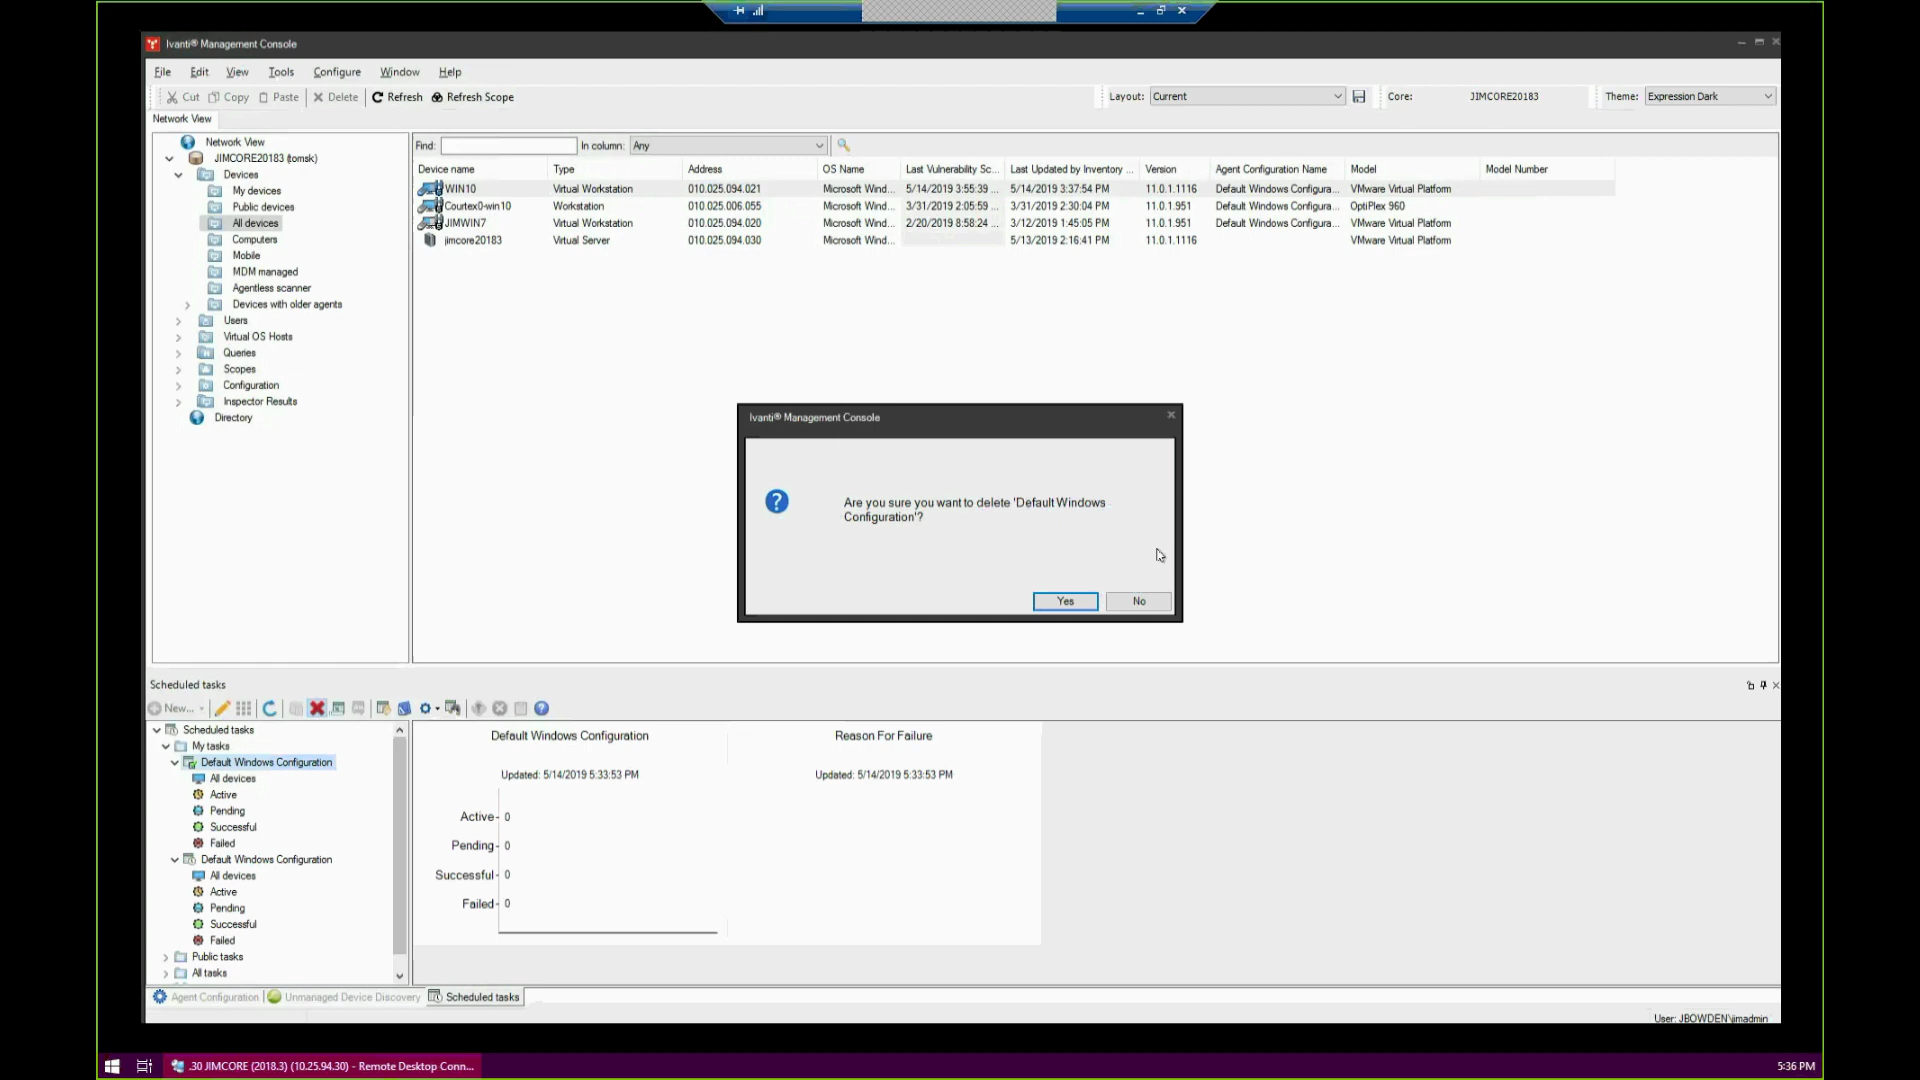 Ivanti® Management Console
File Edit View Tools Configure Window Help
Cut Copy Paste Delete Refresh Refresh Scope Layout: Current Core: JIMCORE20183 Theme: Expression Dark
Network View
Network View
JIMCORE20183 (tomsk)
Devices
My devices
Public devices
All devices
Computers
Mobile
MDM managed
Agentless scanner
Devices with older agents
Users
Virtual OS Hosts
Queries
Scopes
Configuration
Inspector Results
Directory
Find: In column: Any
Device name Type Address OS Name Last Vulnerability Sc... Last Updated by Inventory ... Version Agent Configuration Name Model Model Number
WIN10 Virtual Workstation 010.025.094.021 Microsoft Wind... 5/14/2019 3:55:39 ... 5/14/2019 3:37:54 PM 11.0.1.1116 Default Windows Configura... VMware Virtual Platform
Courtex0-win10 Workstation 010.025.006.055 Microsoft Wind... 3/31/2019 2:05:59 ... 3/31/2019 2:30:04 PM 11.0.1.951 Default Windows Configura... OptiPlex 960
JIMWIN7 Virtual Workstation 010.025.094.020 Microsoft Wind... 2/20/2019 8:58:24 ... 3/12/2019 1:45:05 PM 11.0.1.951 Default Windows Configura... VMware Virtual Platform
jimcore20183 Virtual Server 010.025.094.030 Microsoft Wind... 5/13/2019 2:16:41 PM 11.0.1.1116 VMware Virtual Platform
Ivanti® Management Console
Are you sure you want to delete 'Default Windows
Configuration'?
Yes No
Scheduled tasks
New...
Scheduled tasks
My tasks
Default Windows Configuration
All devices
Active
Pending
Successful
Failed
Default Windows Configuration
All devices
Active
Pending
Successful
Failed
Public tasks
All tasks
Default Windows Configuration Reason For Failure
Updated: 5/14/2019 5:33:53 PM Updated: 5/14/2019 5:33:53 PM
Active- 0
Pending- 0
Successful- 0
Failed- 0
Agent Configuration Unmanaged Device Discovery Scheduled tasks
User: JBOWDEN\jimadmin
.30 JIMCORE (2018.3) (10.25.94.30) - Remote Desktop Conn... 5:36 PM